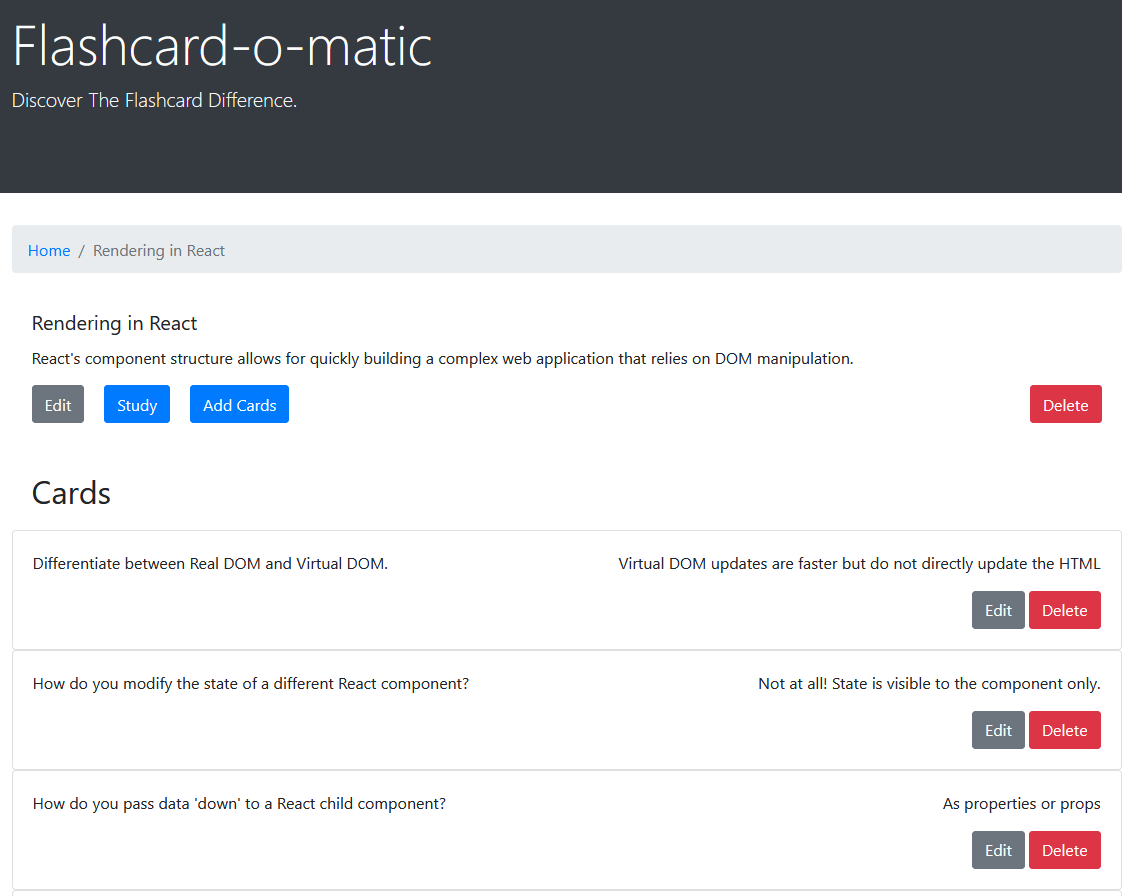 Flashcard-o-matic
Discover The Flashcard Difference.
Home / Rendering in React
Rendering in React
React's component structure allows for quickly building a complex web application that relies on DOM manipulation.
Edit Study Add Cards Delete
Cards
Differentiate between Real DOM and Virtual DOM. Virtual DOM updates are faster but do not directly update the HTML
Edit Delete
How do you modify the state of a different React component? Not at all! State is visible to the component only.
Edit Delete
How do you pass data 'down' to a React child component? As properties or props
Edit Delete